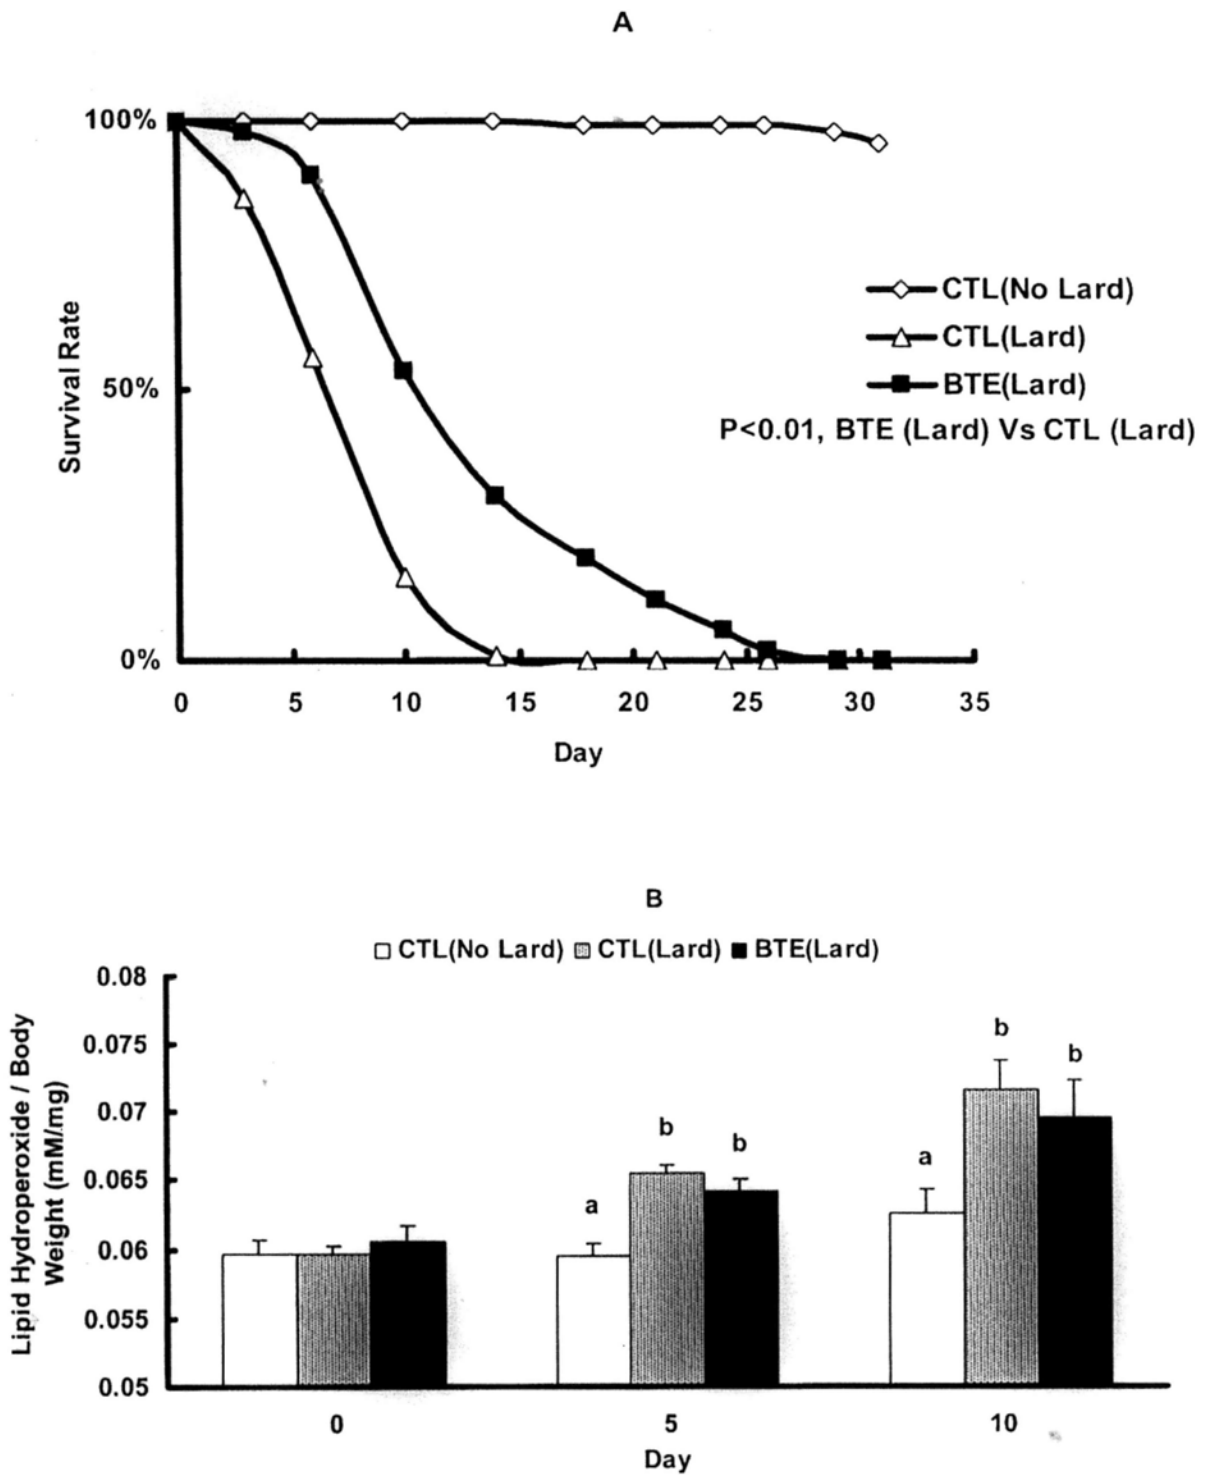 A
100%
50%
0%
Survival Rate
CTL(No Lard)
CTL(Lard)
BTE(Lard)
P<0.01, BTE (Lard) Vs CTL (Lard)
0 5 10 15 20 25 30 35
Day
B
CTL(No Lard) CTL(Lard) BTE(Lard)
0.08
0.075
0.07
0.065
0.06
0.055
0.05
Lipid Hydroperoxide / Body
Weight (mM/mg)
a b b
a b b
0 5 10
Day